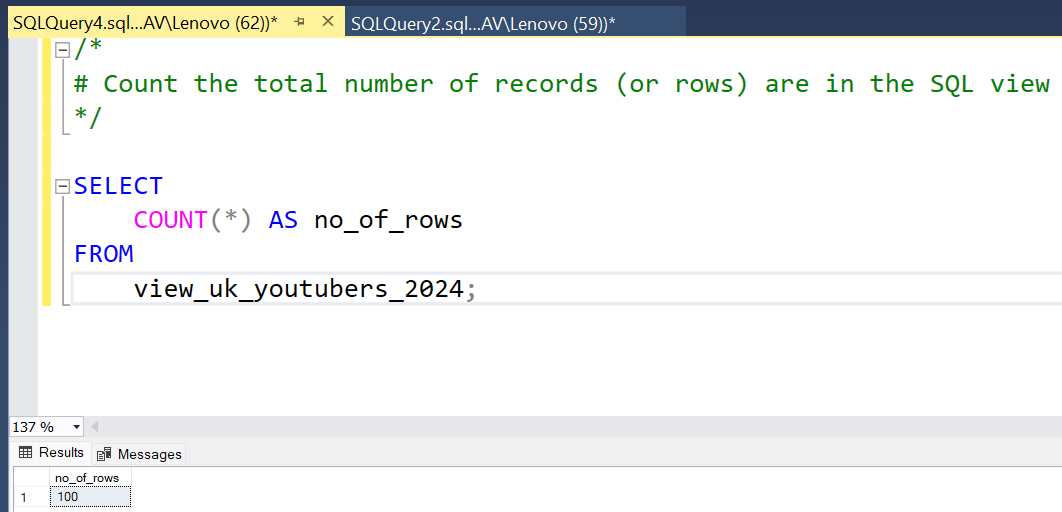 SQLQuery4.sql...AV\Lenovo (62))* SQLQuery2.sql...AV\Lenovo (59))*
/*
# Count the total number of records (or rows) are in the SQL view
*/
SELECT
COUNT(*) AS no_of_rows
FROM
view_uk_youtubers_2024;
137 %
Results Messages
no_of_rows
1 100